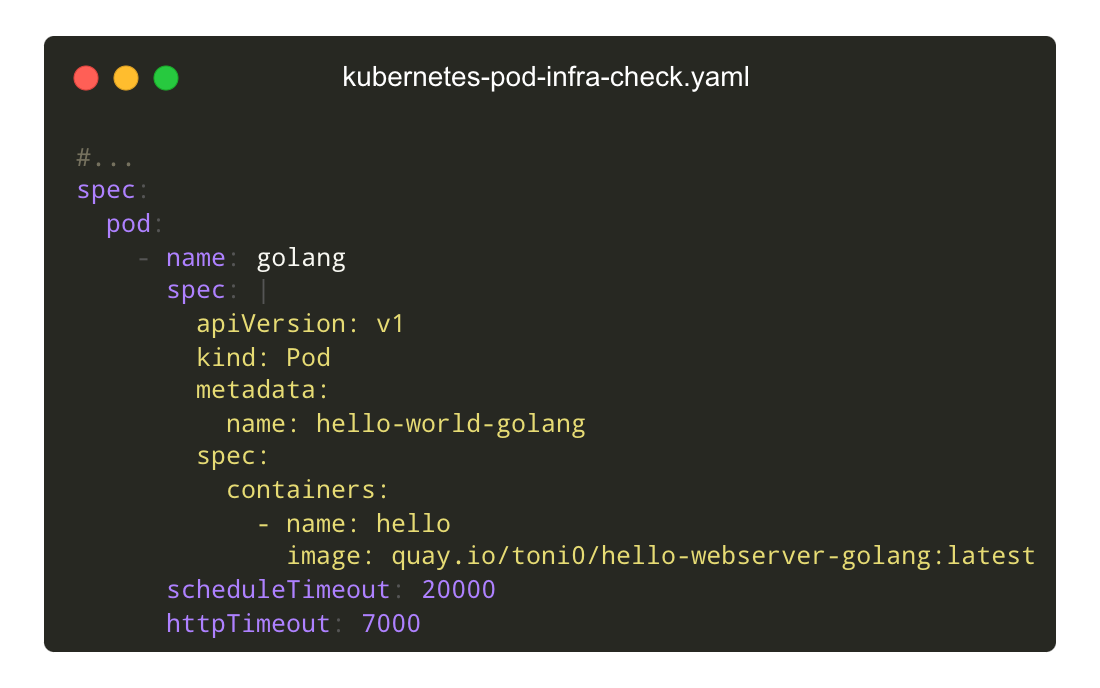 kubernetes-pod-infra-check.yaml
#...
spec:
  pod:
    - name: golang
      spec: |
        apiVersion: v1
        kind: Pod
        metadata:
          name: hello-world-golang
        spec:
          containers:
            - name: hello
              image: quay.io/toni0/hello-webserver-golang:latest
      scheduleTimeout: 20000
      httpTimeout: 7000